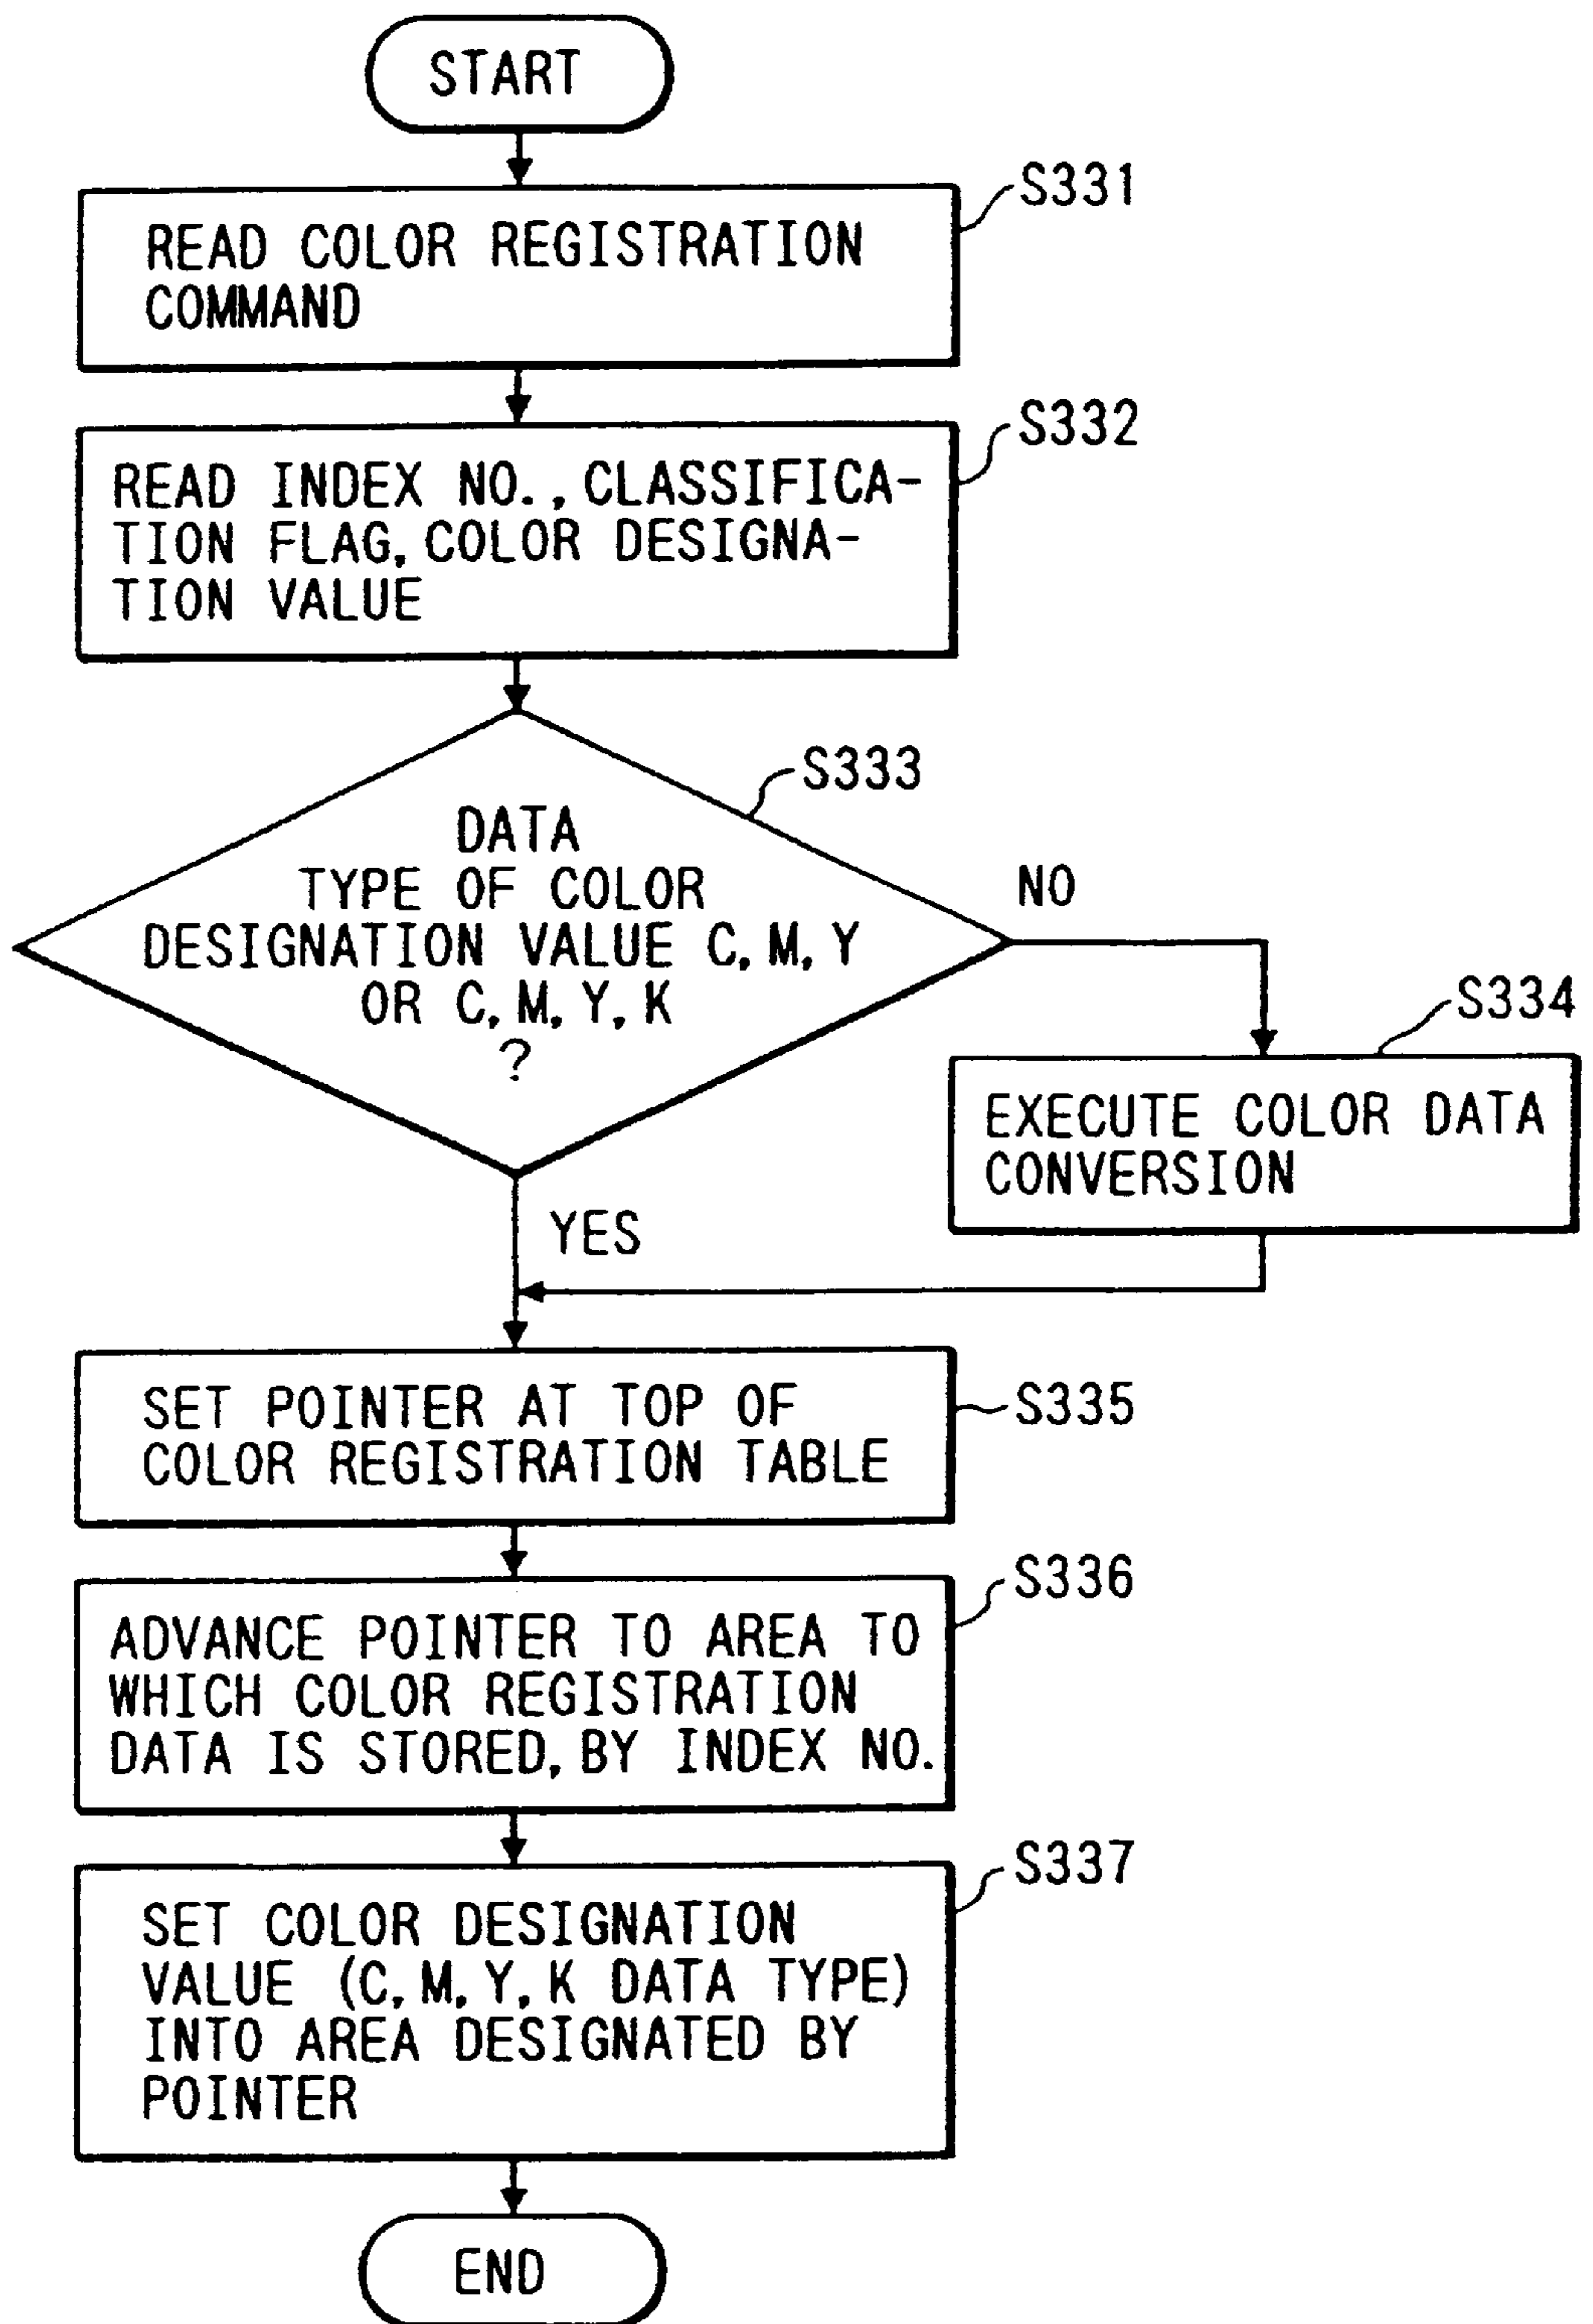 START
S331
READ COLOR REGISTRATION
COMMAND
S332
READ INDEX NO., CLASSIFICA-
TION FLAG, COLOR DESIGNA-
TION VALUE
S333
DATA
TYPE OF COLOR
DESIGNATION VALUE C, M, Y
OR C, M, Y, K
?
NO
S334
EXECUTE COLOR DATA
CONVERSION
YES
S335
SET POINTER AT TOP OF
COLOR REGISTRATION TABLE
S336
ADVANCE POINTER TO AREA TO
WHICH COLOR REGISTRATION
DATA IS STORED, BY INDEX NO.
S337
SET COLOR DESIGNATION
VALUE (C, M, Y, K DATA TYPE)
INTO AREA DESIGNATED BY
POINTER
END